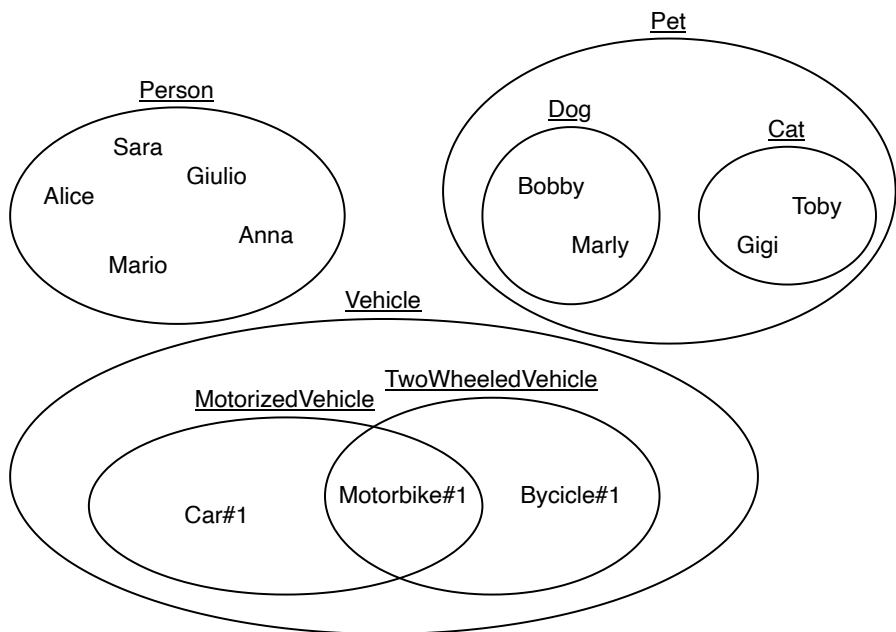 Pet
Person
Dog
Cat
Sara
Giulio
Alice
Bobby
Toby
Anna
Marly
Gigi
Mario
Vehicle
TwoWheeledVehicle
MotorizedVehicle
Motorbike#1
Bycicle#1
Car#1